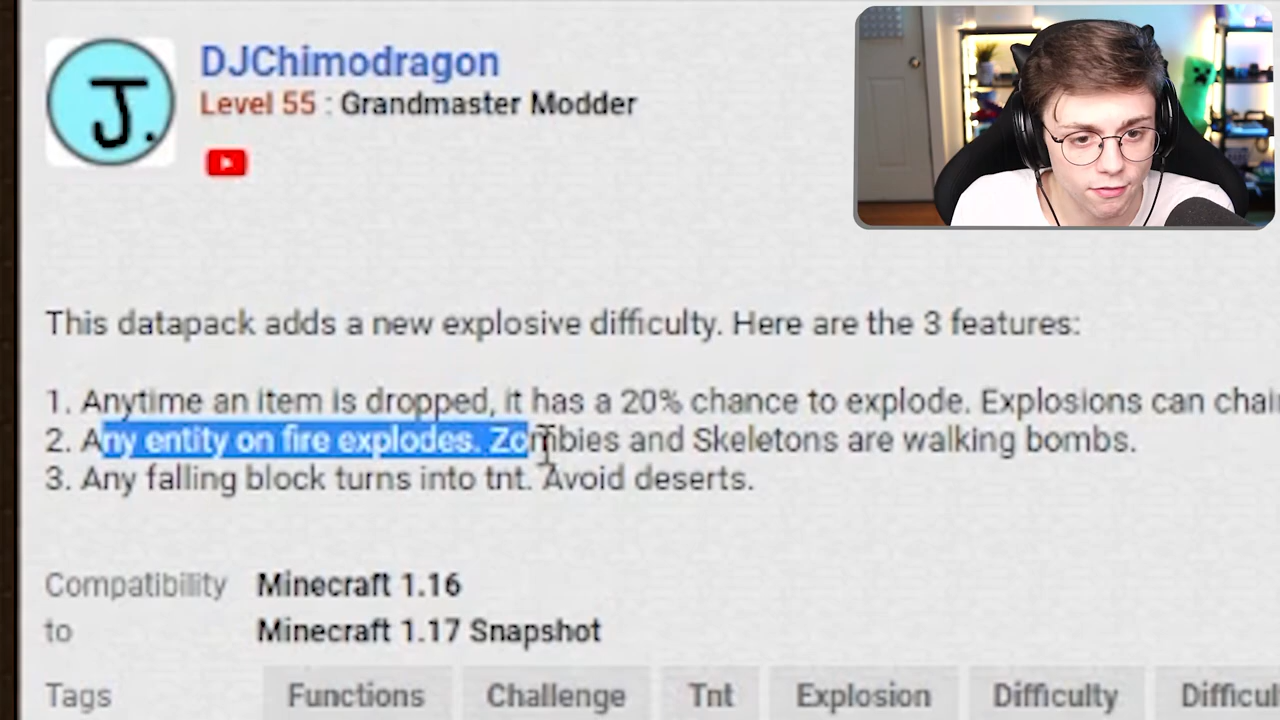 J.
DJChimodragon
Level 55 : Grandmaster Modder
This datapack adds a new explosive difficulty. Here are the 3 features:
1. Anytime an item is dropped, it has a 20% chance to explode. Explosions can
2. Any entity on fire explodes. Zombies and Skeletons are walking bombs.
3. Any falling block turns into tnt. Avoid deserts.
Compatibility Minecraft 1.16
to Minecraft 1.17 Snapshot
Tags Functions Challenge Tnt Explosion Difficulty